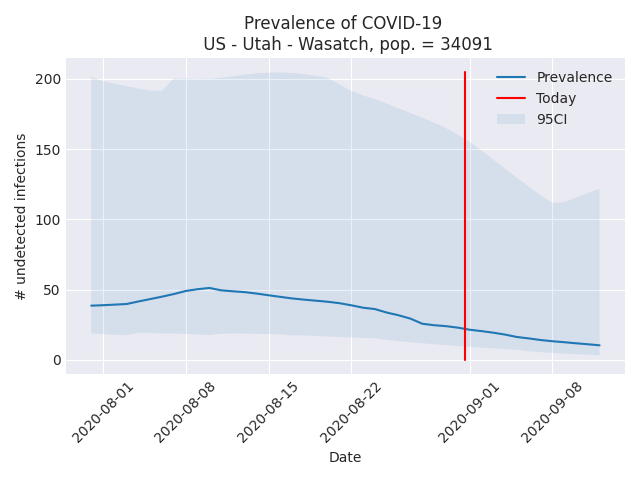 Prevalence of COVID-19
US - Utah - Wasatch, pop. = 34091
Prevalence
Today
95CI
# undetected infections
200
150
100
50
0
2020-08-01
2020-08-08
2020-08-15
2020-08-22
2020-09-01
2020-09-08
Date